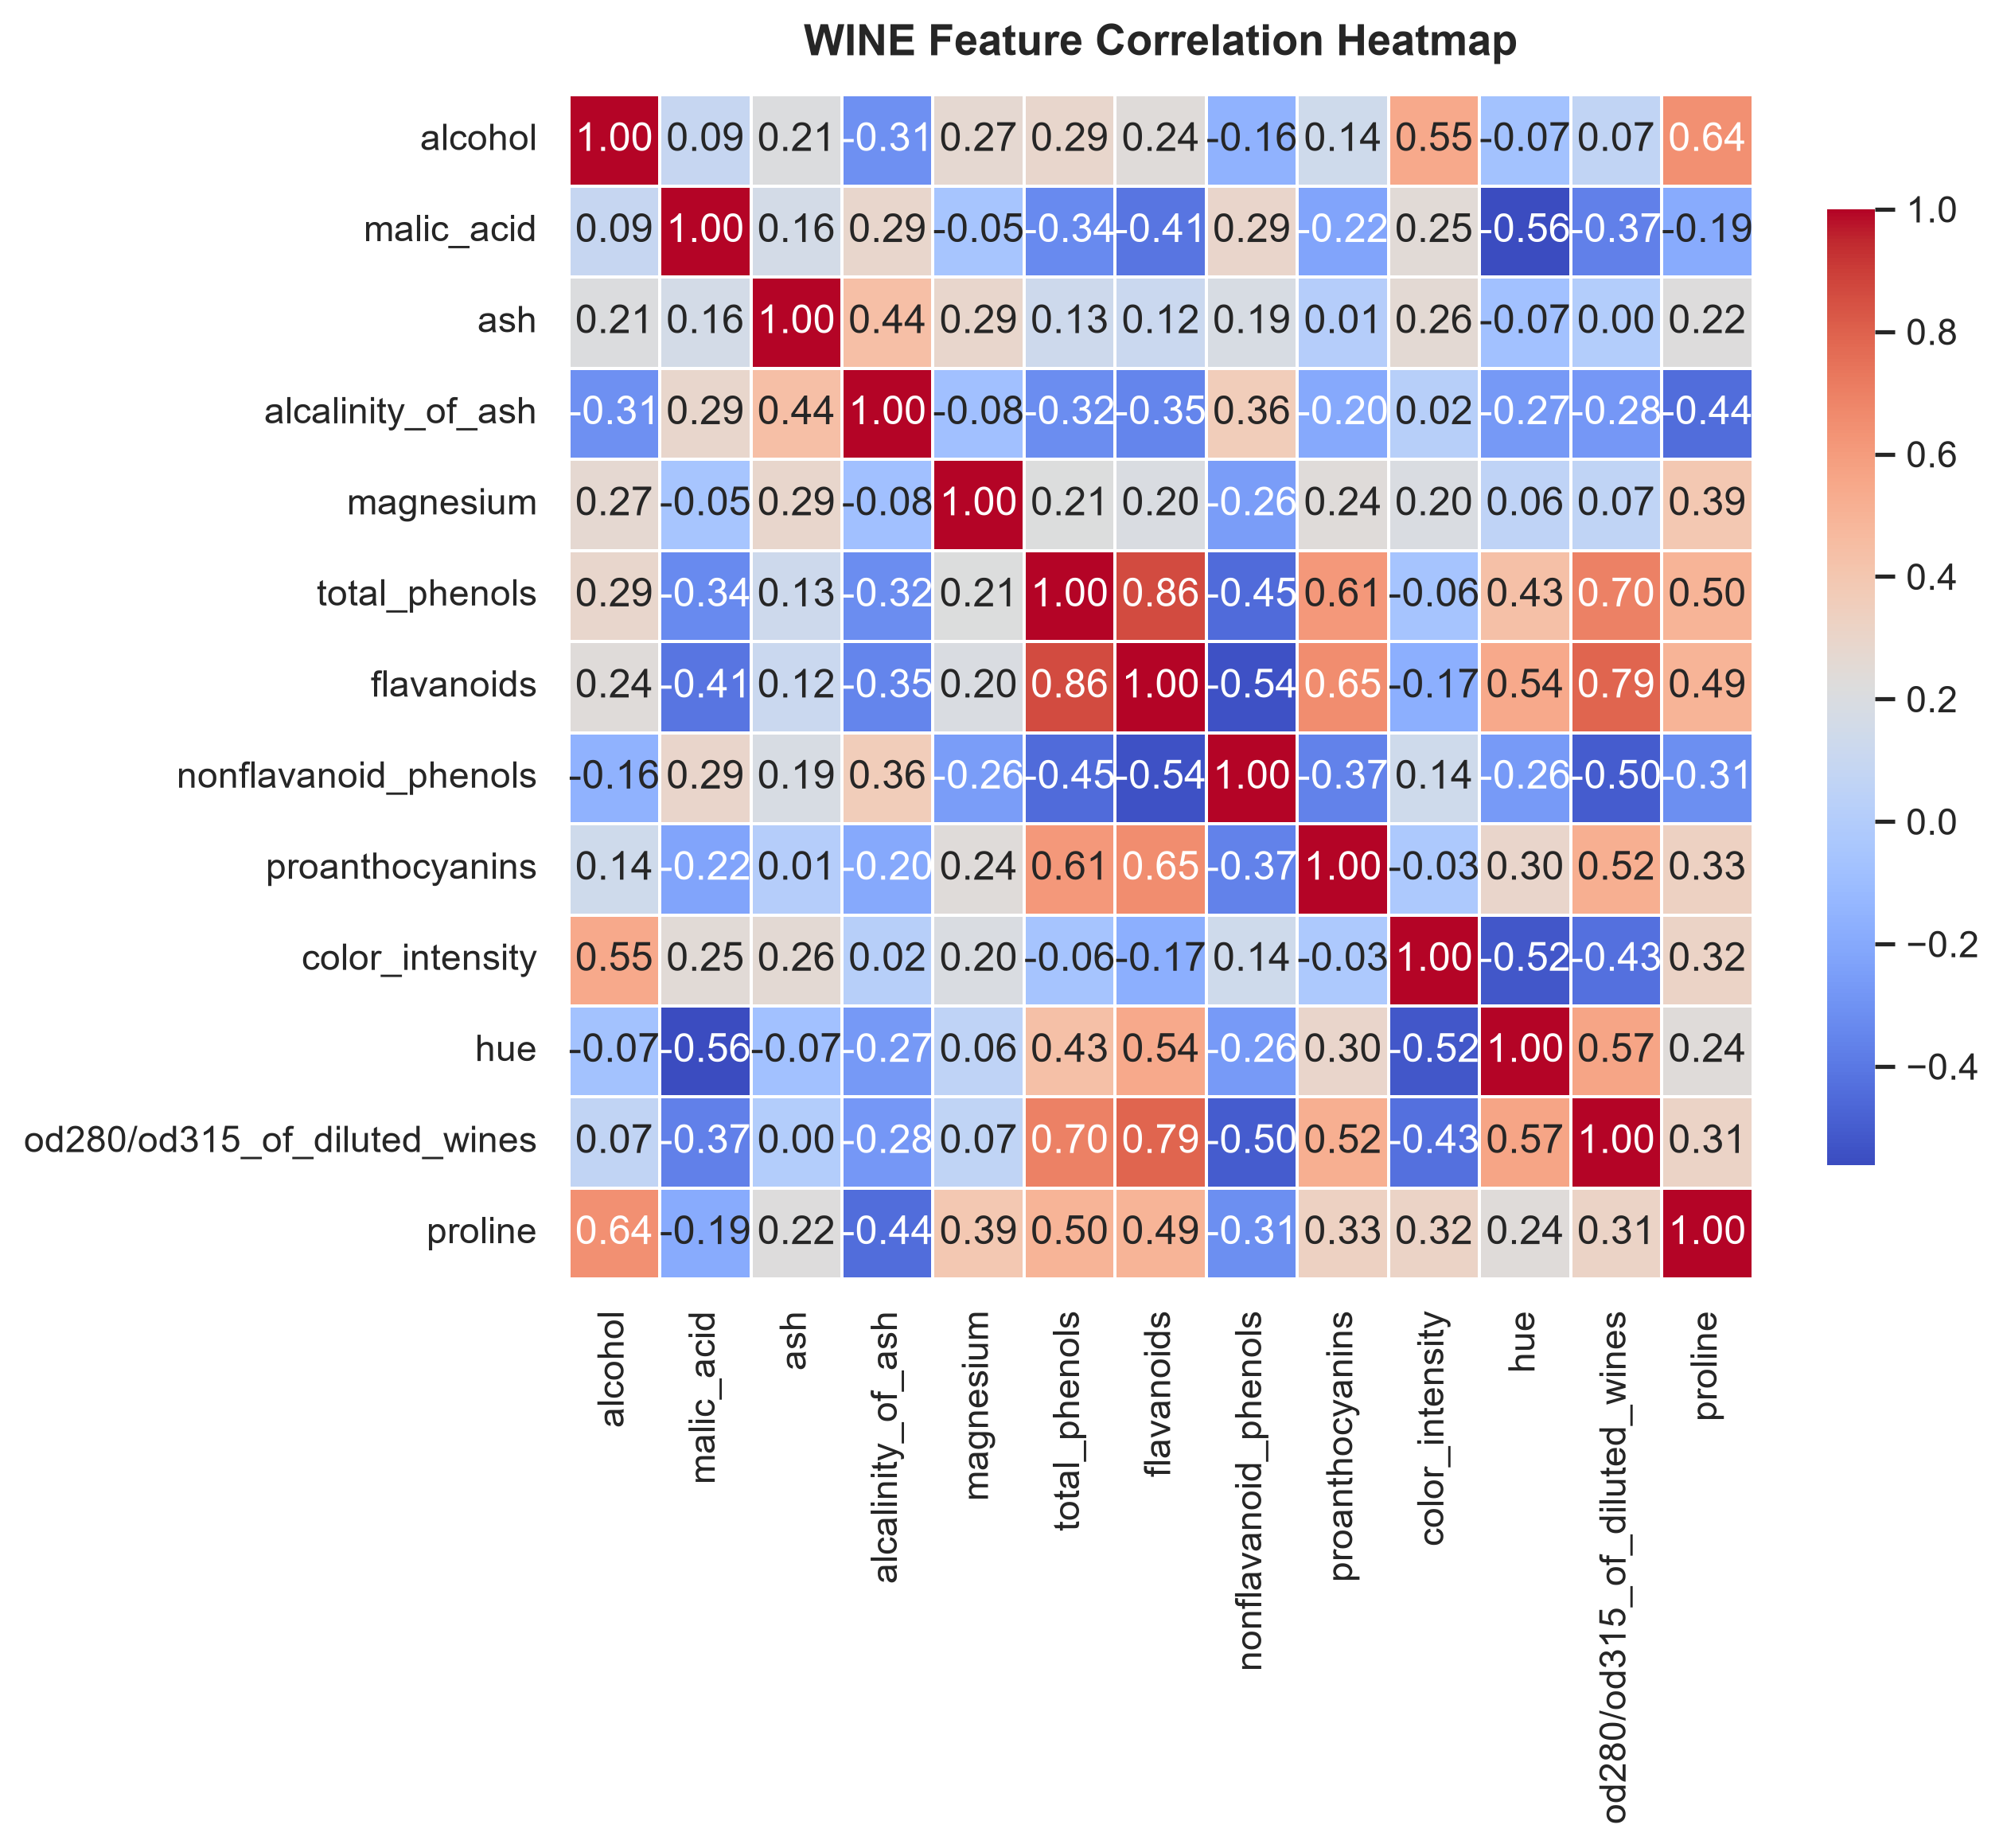 WINE Feature Correlation Heatmap
alcohol 1.00 0.09 0.21 -0.31 0.27 0.29 0.24 -0.16 0.14 0.55 -0.07 0.07 0.64
malic_acid 0.09 1.00 0.16 0.29 -0.05 -0.34 -0.41 0.29 -0.22 0.25 -0.56 -0.37 -0.19
ash 0.21 0.16 1.00 0.44 0.29 0.13 0.12 0.19 0.01 0.26 -0.07 0.00 0.22
alcalinity_of_ash -0.31 0.29 0.44 1.00 -0.08 -0.32 -0.35 0.36 -0.20 0.02 -0.27 -0.28 -0.44
magnesium 0.27 -0.05 0.29 -0.08 1.00 0.21 0.20 -0.26 0.24 0.20 0.06 0.07 0.39
total_phenols 0.29 -0.34 0.13 -0.32 0.21 1.00 0.86 -0.45 0.61 -0.06 0.43 0.70 0.50
flavanoids 0.24 -0.41 0.12 -0.35 0.20 0.86 1.00 -0.54 0.65 -0.17 0.54 0.79 0.49
nonflavanoid_phenols -0.16 0.29 0.19 0.36 -0.26 -0.45 -0.54 1.00 -0.37 0.14 -0.26 -0.50 -0.31
proanthocyanins 0.14 -0.22 0.01 -0.20 0.24 0.61 0.65 -0.37 1.00 -0.03 0.30 0.52 0.33
color_intensity 0.55 0.25 0.26 0.02 0.20 -0.06 -0.17 0.14 -0.03 1.00 -0.52 -0.43 0.32
hue -0.07 -0.56 -0.07 -0.27 0.06 0.43 0.54 -0.26 0.30 -0.52 1.00 0.57 0.24
od280/od315_of_diluted_wines 0.07 -0.37 0.00 -0.28 0.07 0.70 0.79 -0.50 0.52 -0.43 0.57 1.00 0.31
proline 0.64 -0.19 0.22 -0.44 0.39 0.50 0.49 -0.31 0.33 0.32 0.24 0.31 1.00
alcohol
malic_acid
ash
alcalinity_of_ash
magnesium
total_phenols
flavanoids
nonflavanoid_phenols
proanthocyanins
color_intensity
hue
od280/od315_of_diluted_wines
proline
1.0
0.8
0.6
0.4
0.2
0.0
−0.2
−0.4